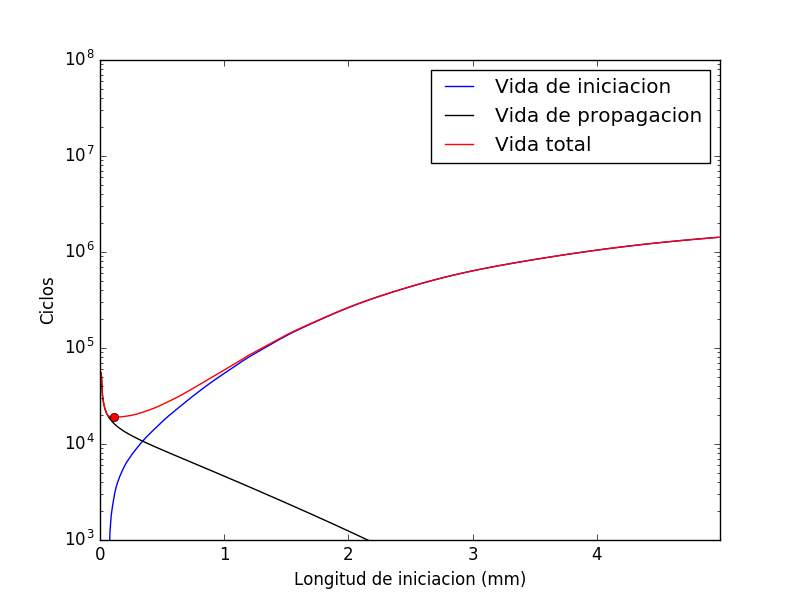 10^8
10^7
10^6
10^5
10^4
10^3
Ciclos
Vida de iniciacion
Vida de propagacion
Vida total
0 1 2 3 4
Longitud de iniciacion (mm)